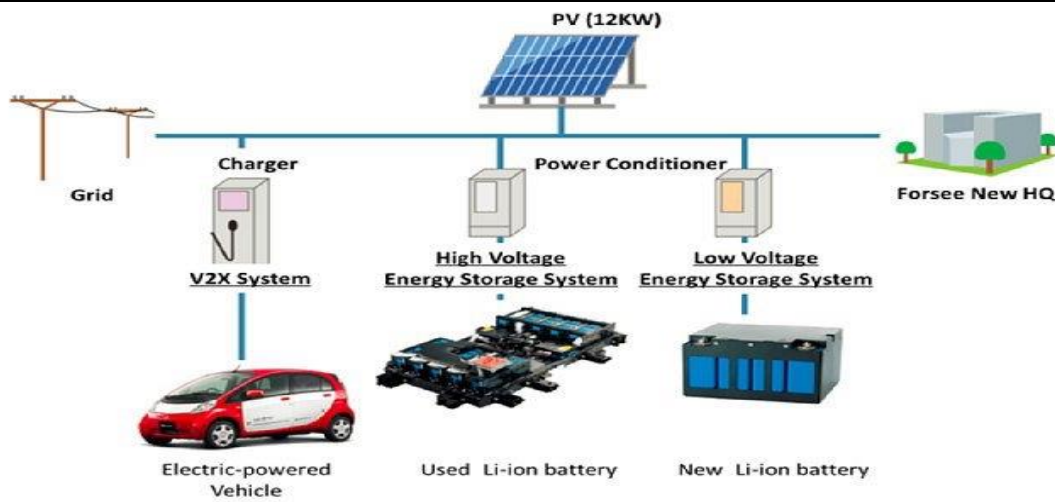 PV (12KW)
Charger
Power Conditioner
Grid
Forsee New HQ
V2X System
High Voltage
Energy Storage System
Low Voltage
Energy Storage System
Electric-powered
Vehicle
Used Li-ion battery
New Li-ion battery